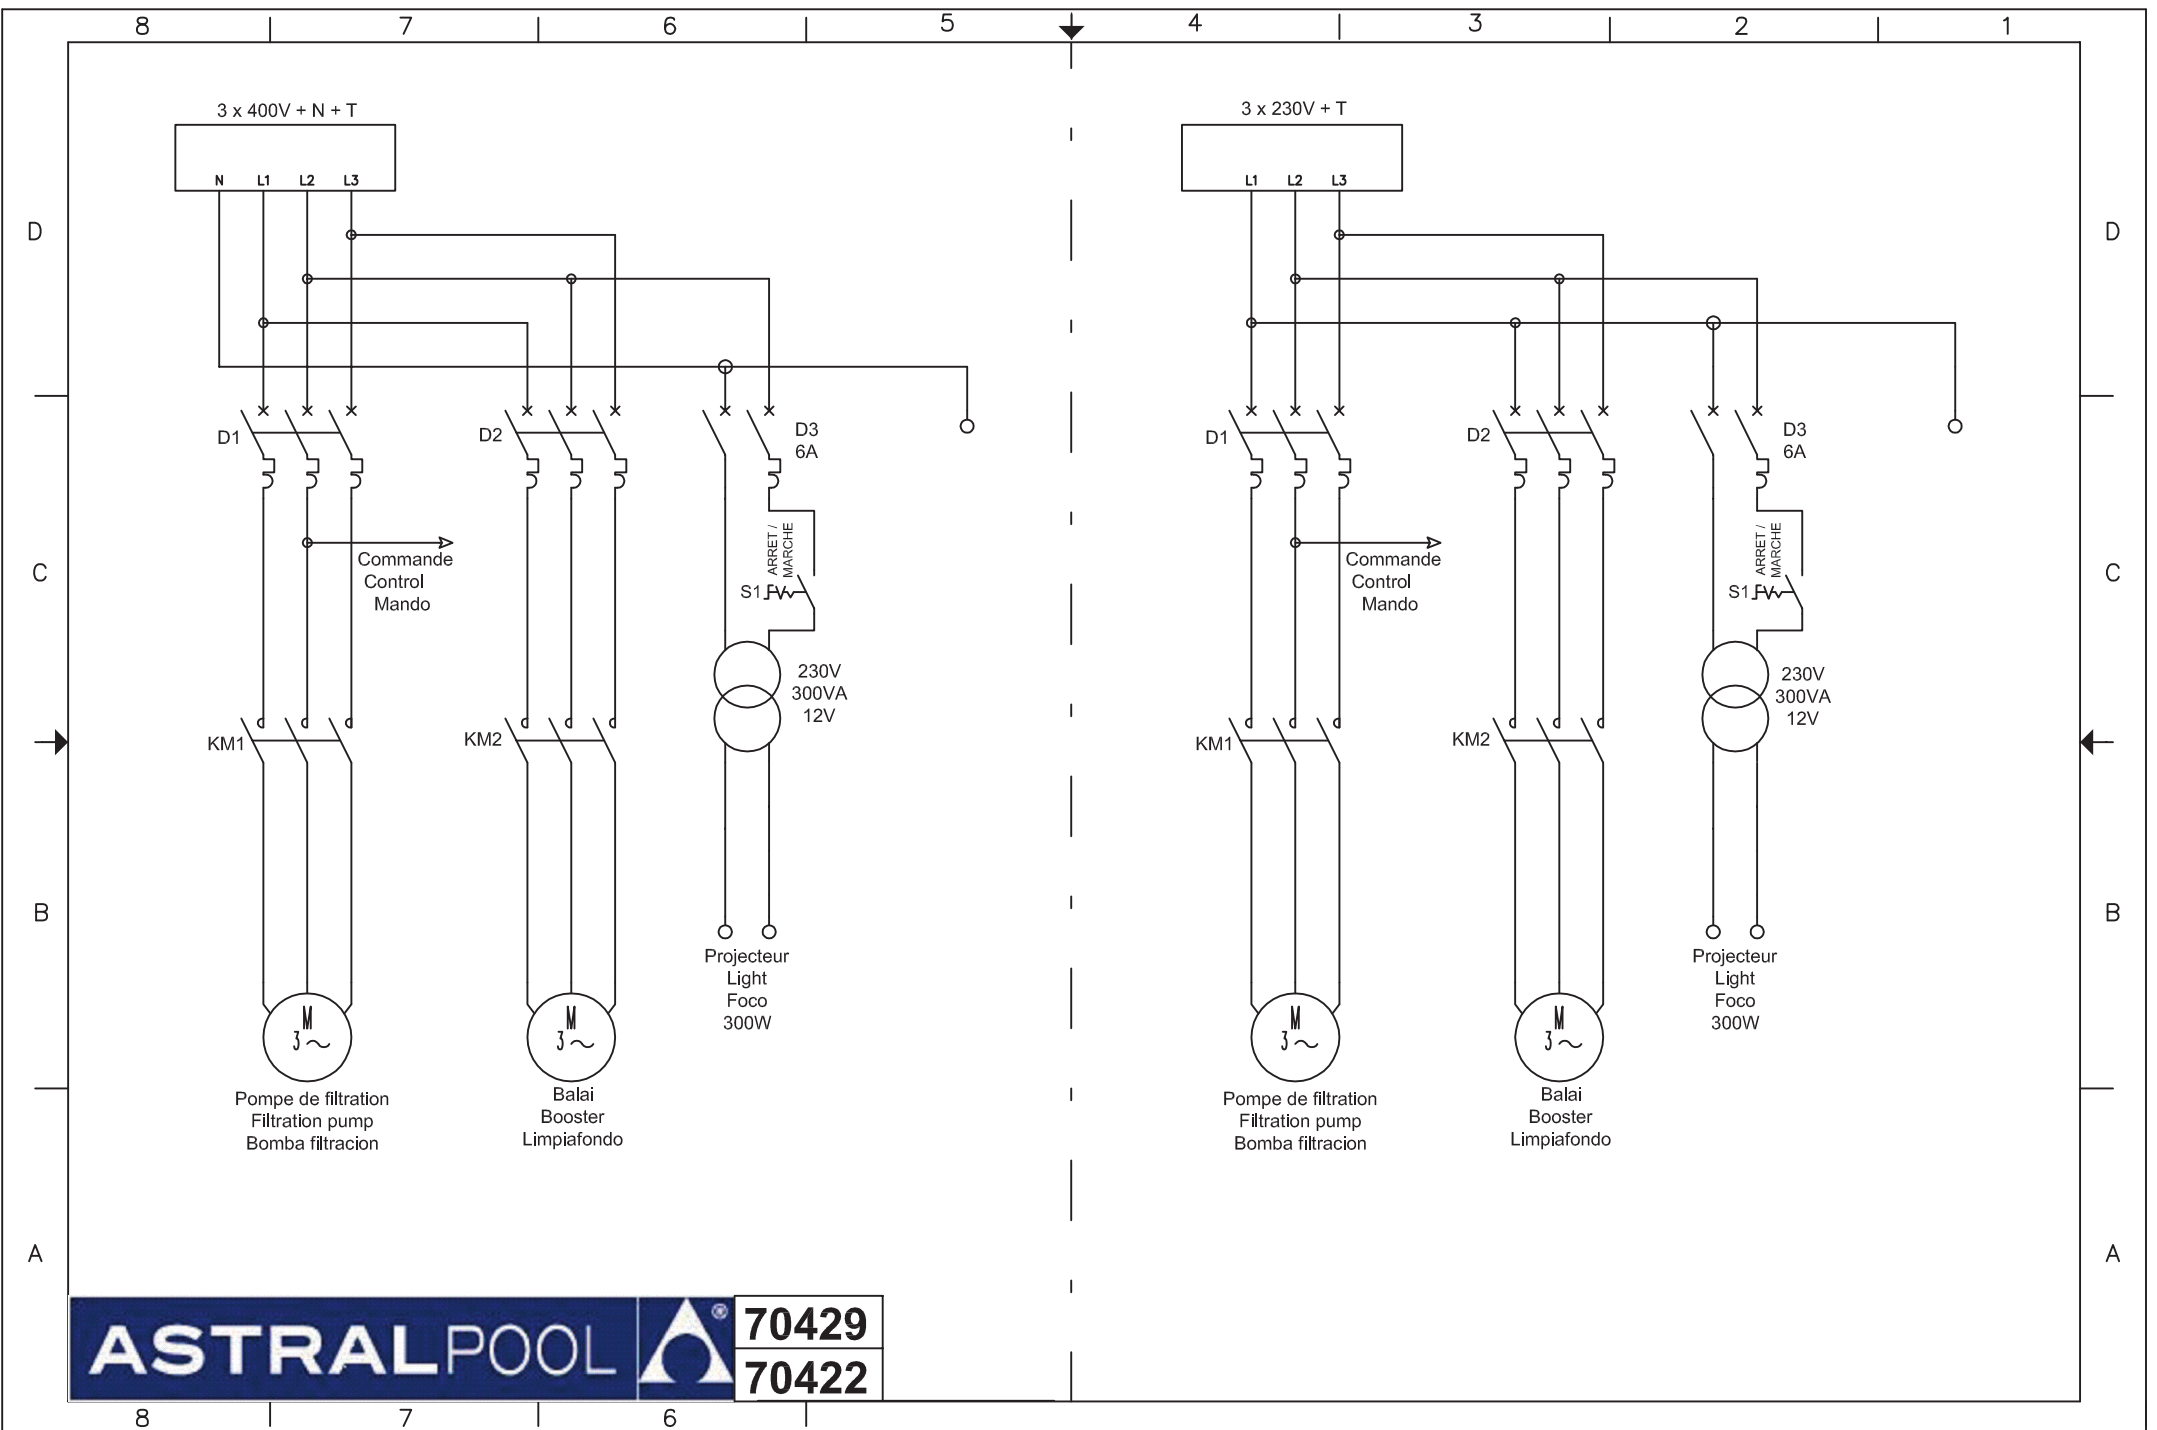 8 7 6 5 4 3 2 1
3 x 400V + N + T
N L1 L2 L3
D
D1
D2
D3
6A
C
Commande
Control
Mando
ARRET /
MARCHE
S1
230V
300VA
12V
KM1
KM2
B
Projecteur
Light
Foco
300W
M
3~
M
3~
Pompe de filtration
Filtration pump
Bomba filtracion
Balai
Booster
Limpiafondo
A
3 x 230V + T
L1 L2 L3
D
D1
D2
D3
6A
C
Commande
Control
Mando
ARRET /
MARCHE
S1
230V
300VA
12V
KM1
KM2
B
Projecteur
Light
Foco
300W
M
3~
M
3~
Pompe de filtration
Filtration pump
Bomba filtracion
Balai
Booster
Limpiafondo
A
ASTRALPOOL ®
70429
70422
8 7 6